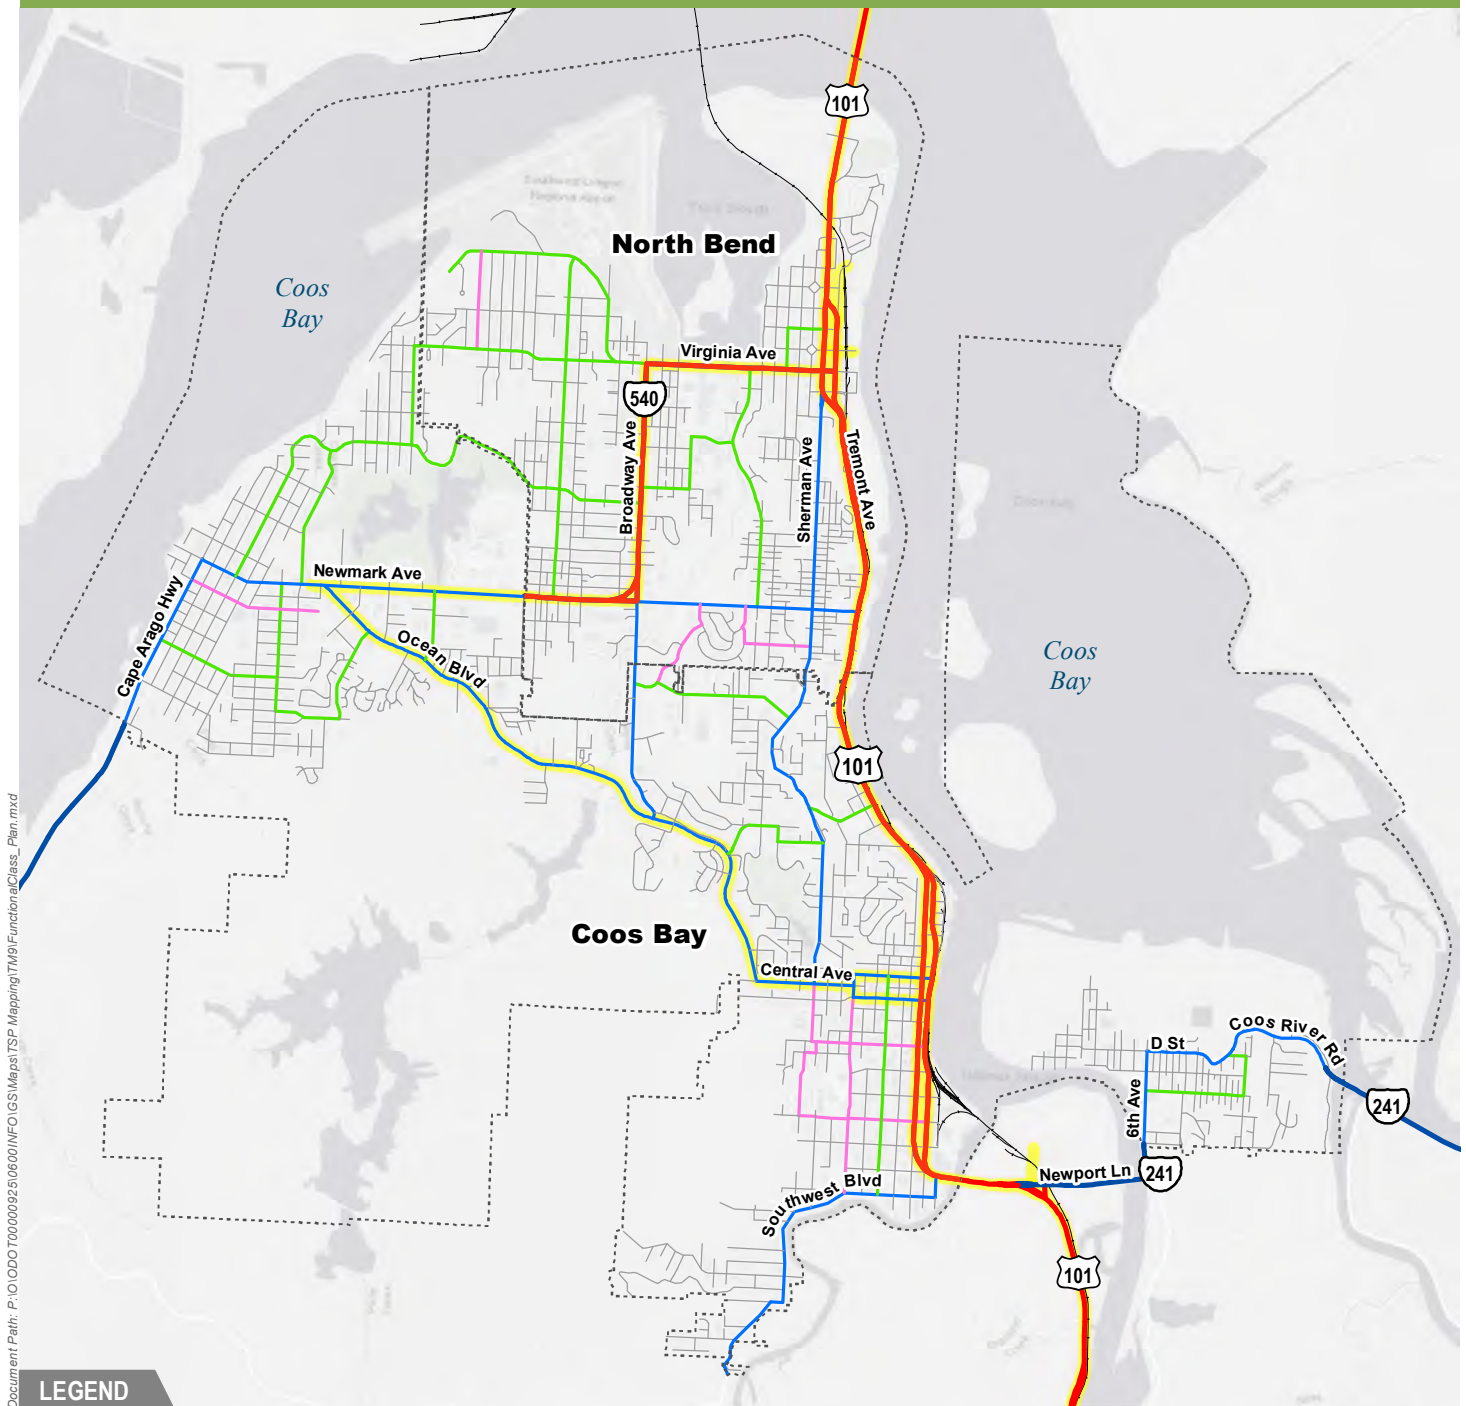 101
North Bend
Coos
Bay
Virginia Ave
540
Broadway Ave
Sherman Ave
Tremont Ave
Newmark Ave
Cape Arago Hwy
Ocean Blvd
Coos
Bay
101
Coos Bay
Central Ave
D St
Coos River Rd
6th Ave
241
Newport Ln
241
Southwest Blvd
101
Document Path: P:\O\ODOT00000925\0600INFO\GS\Maps\TSP Mapping\TM9\FunctionalClass_Plan.mxd
LEGEND